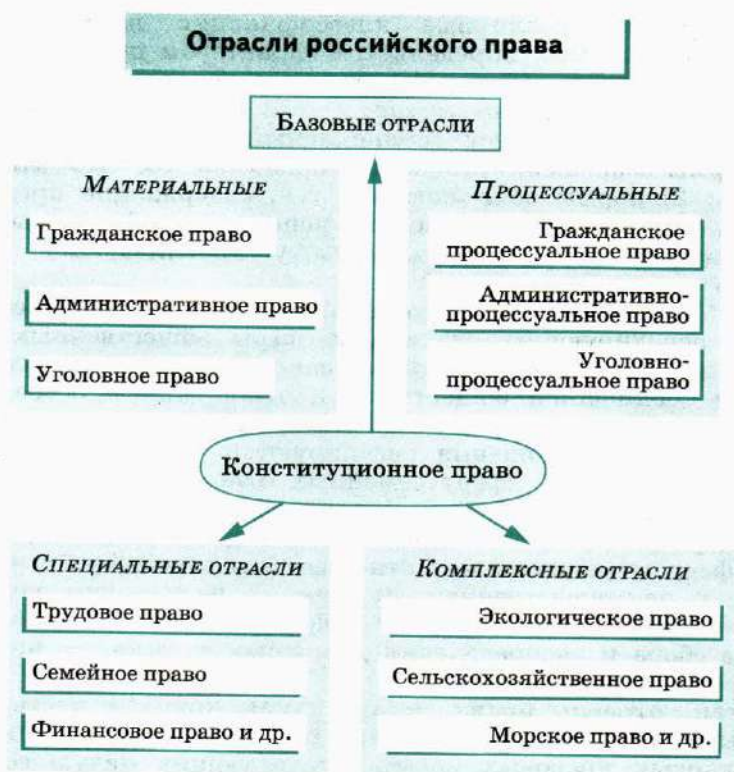 Отрасли российского права
БАЗОВЫЕ ОТРАСЛИ
МАТЕРИАЛЬНЫЕ
Гражданское право
Административное право
Уголовное право
ПРОЦЕССУАЛЬНЫЕ
Гражданское
процессуальное право
Административно-
процессуальное право
Уголовно-
процессуальное право
Конституционное право
СПЕЦИАЛЬНЫЕ ОТРАСЛИ
Трудовое право
Семейное право
Финансовое право и др.
КОМПЛЕКСНЫЕ ОТРАСЛИ
Экологическое право
Сельскохозяйственное право
Морское право и др.